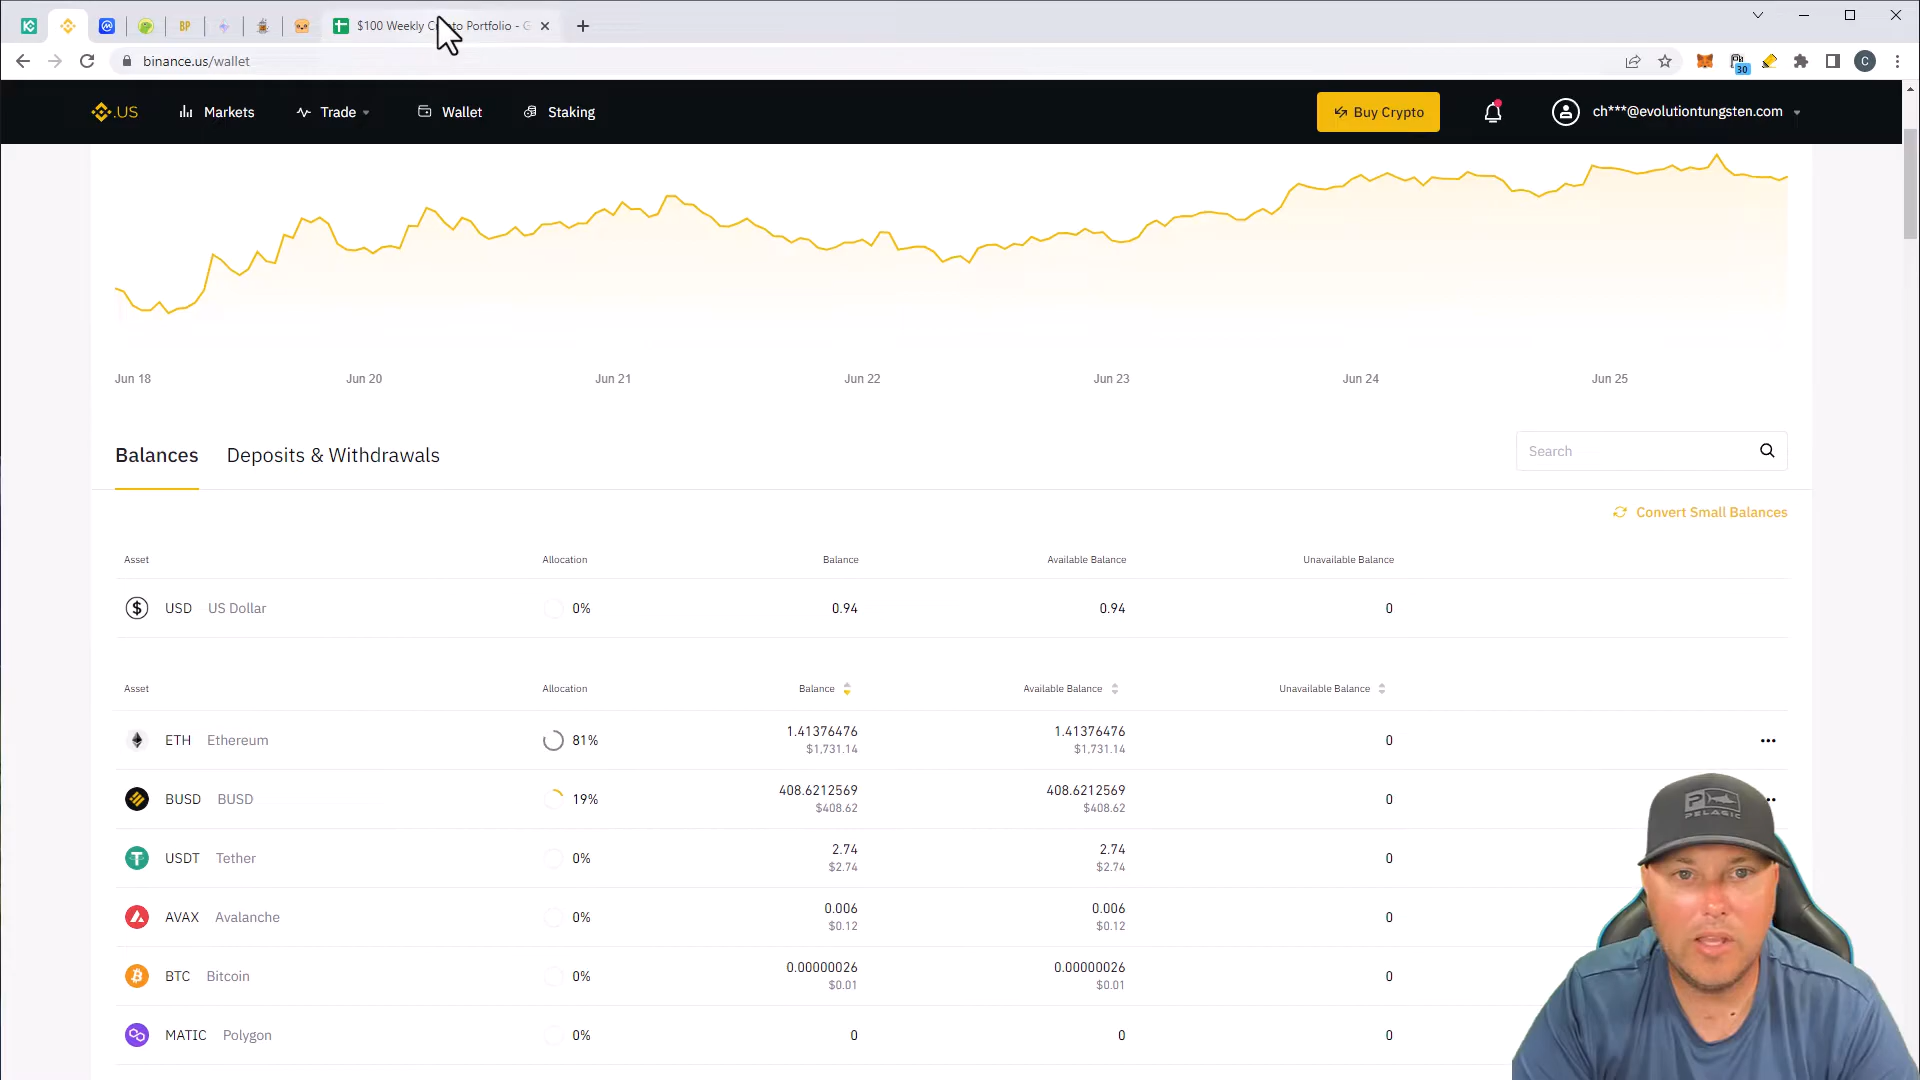 BP
$100 Weekly Crypto Portfolio - G
binance.us/wallet
30
C
.US
Markets
Trade
Wallet
Staking
Buy Crypto
ch***@evolutiontungsten.com
Jun 18
Jun 20
Jun 21
Jun 22
Jun 23
Jun 24
Jun 25
Balances
Deposits & Withdrawals
Search
Convert Small Balances
Asset
Allocation
Balance
Available Balance
Unavailable Balance
USD US Dollar
0%
0.94
0.94
0
Asset
Allocation
Balance
Available Balance
Unavailable Balance
ETH Ethereum
81%
1.41376476
$1,731.14
1.41376476
$1,731.14
0
BUSD BUSD
19%
408.6212569
$408.62
408.6212569
$408.62
0
USDT Tether
0%
2.74
$2.74
2.74
$2.74
0
AVAX Avalanche
0%
0.006
$0.12
0.006
$0.12
0
BTC Bitcoin
0%
0.00000026
$0.01
0.00000026
$0.01
0
MATIC Polygon
0%
0
0
0
PELAGIC